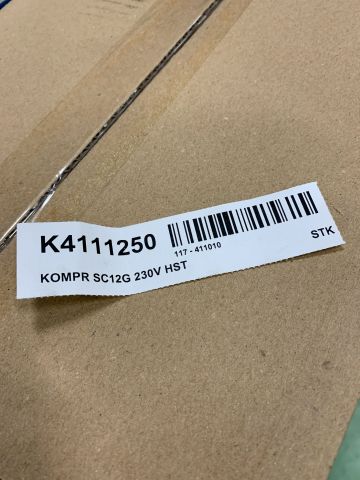 K4111250
117 - 411010
KOMPR SC12G 230V HST
STK